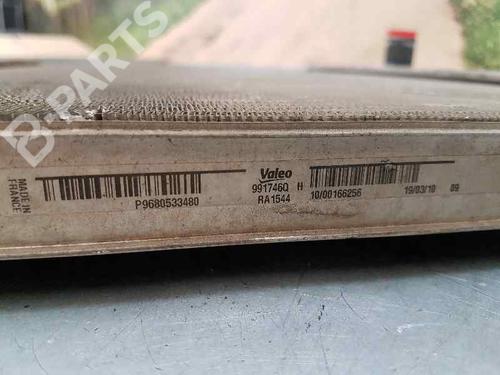 B-PARTS
MADE IN
FRANCE
P9680533480
Valeo
991746Q H
RA1544
10/00166256
19/03/10 09